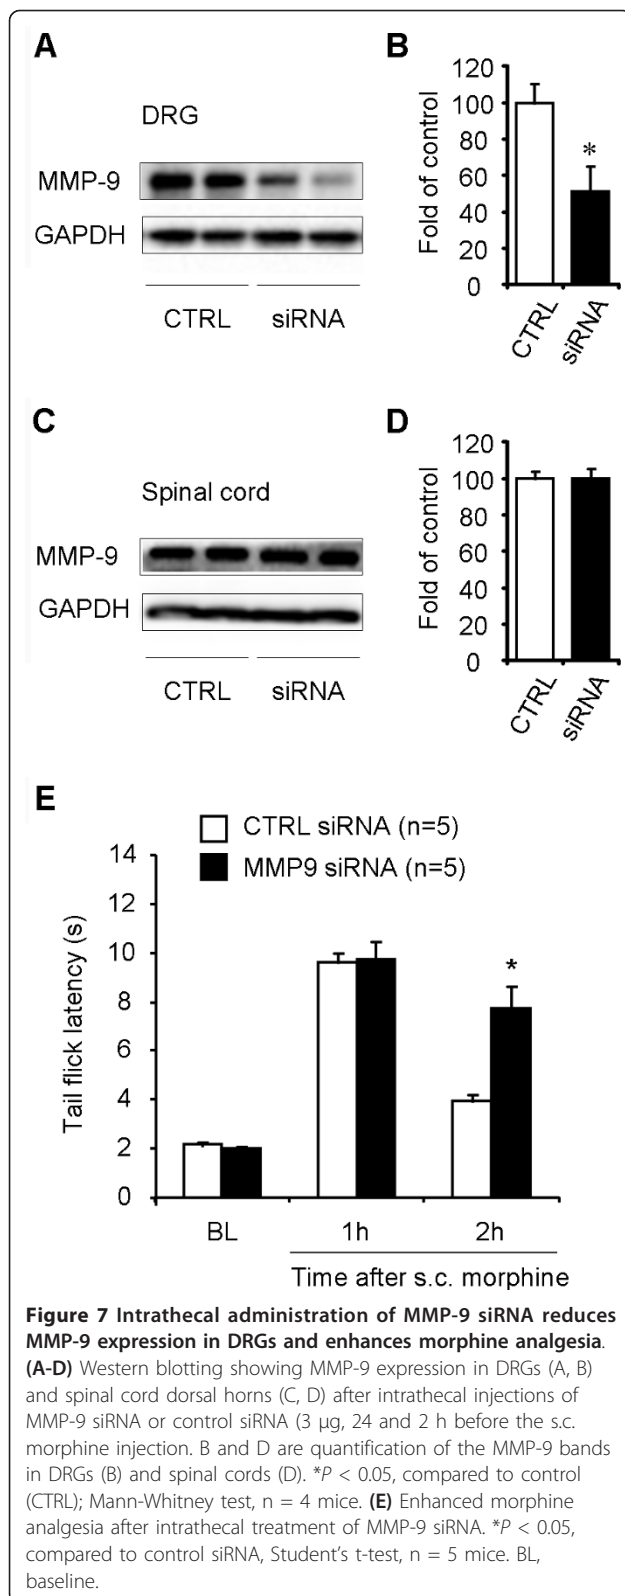 A
DRG
MMP-9
GAPDH
CTRL siRNA
B
Fold of control
120
100
80
60
40
20
0
*
CTRL
siRNA
C
Spinal cord
MMP-9
GAPDH
CTRL siRNA
D
Fold of control
120
100
80
60
40
20
0
CTRL
siRNA
E
CTRL siRNA (n=5)
MMP9 siRNA (n=5)
Tail flick latency (s)
14
12
10
8
6
4
2
0
*
BL 1h 2h
Time after s.c. morphine
Figure 7 Intrathecal administration of MMP-9 siRNA reduces
MMP-9 expression in DRGs and enhances morphine analgesia.
(A-D) Western blotting showing MMP-9 expression in DRGs (A, B)
and spinal cord dorsal horns (C, D) after intrathecal injections of
MMP-9 siRNA or control siRNA (3 μg, 24 and 2 h before the s.c.
morphine injection. B and D are quantification of the MMP-9 bands
in DRGs (B) and spinal cords (D). *P < 0.05, compared to control
(CTRL); Mann-Whitney test, n = 4 mice. (E) Enhanced morphine
analgesia after intrathecal treatment of MMP-9 siRNA. *P < 0.05,
compared to control siRNA, Student's t-test, n = 5 mice. BL,
baseline.